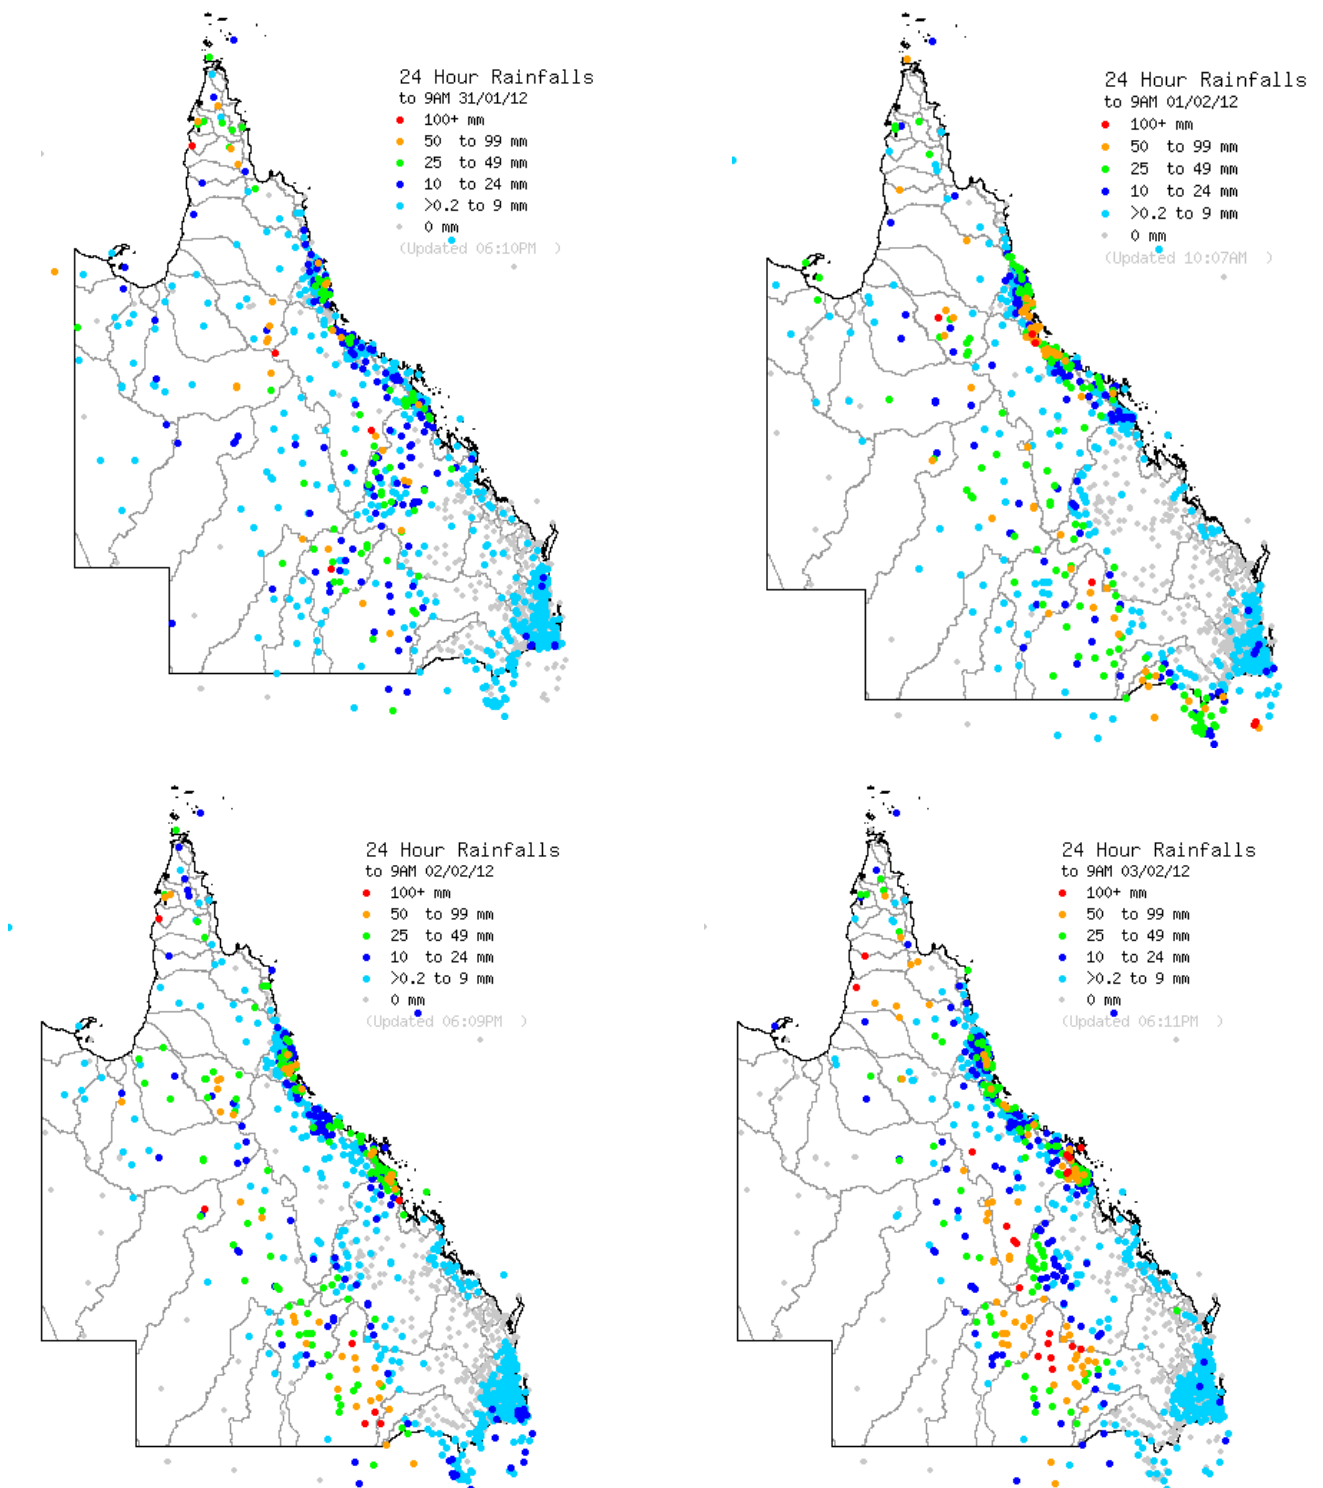 24 Hour Rainfalls
to 9AM 31/01/12
100+ mm
50 to 99 mm
25 to 49 mm
10 to 24 mm
>0.2 to 9 mm
0 mm
(Updated 06:10PM )
24 Hour Rainfalls
to 9AM 01/02/12
100+ mm
50 to 99 mm
25 to 49 mm
10 to 24 mm
>0.2 to 9 mm
0 mm
(Updated 10:07AM )
24 Hour Rainfalls
to 9AM 02/02/12
100+ mm
50 to 99 mm
25 to 49 mm
10 to 24 mm
>0.2 to 9 mm
0 mm
(Updated 06:09PM )
24 Hour Rainfalls
to 9AM 03/02/12
100+ mm
50 to 99 mm
25 to 49 mm
10 to 24 mm
>0.2 to 9 mm
0 mm
(Updated 06:11PM )